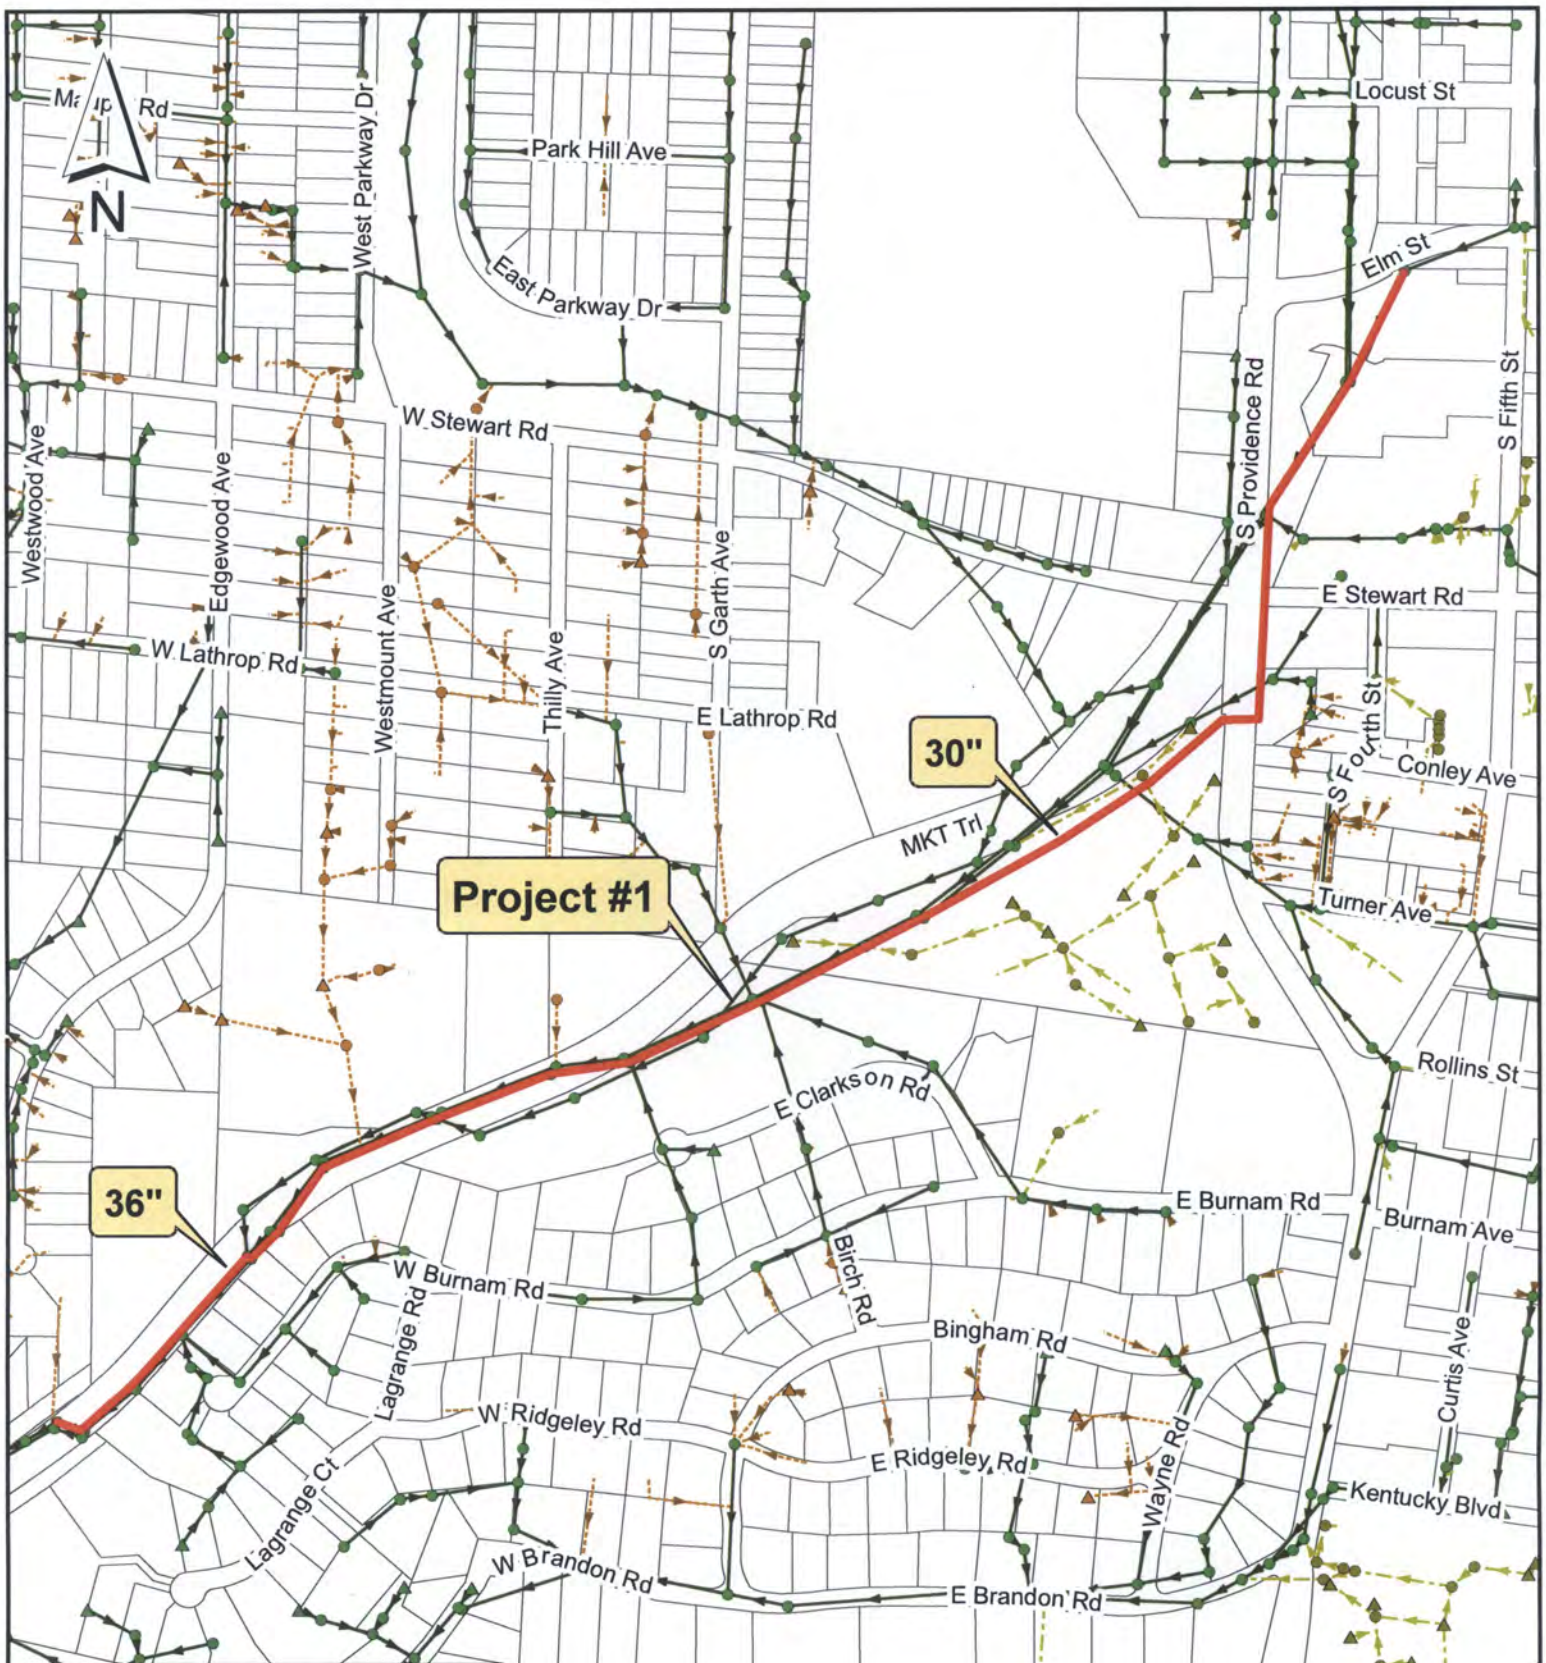 Locust St
Rd
N
Park Hill Ave
West Parkway Dr
East Parkway Dr
Elm St
W Stewart Rd
S Providence Rd
S Fifth St
Westwood Ave
Edgewood Ave
Westmount Ave
Thilly Ave
S Garth Ave
E Stewart Rd
W Lathrop Rd
E Lathrop Rd
S Fourth St
Conley Ave
30"
MKT Trl
Project #1
Turner Ave
Rollins St
E Clarkson Rd
36"
E Burnam Rd
Burnam Ave
W Burnam Rd
Birch Rd
Lagrange Rd
Bingham Rd
Curtis Ave
W Ridgeley Rd
E Ridgeley Rd
Wayne Rd
Lagrange Ct
Kentucky Blvd
W Brandon Rd
E Brandon Rd